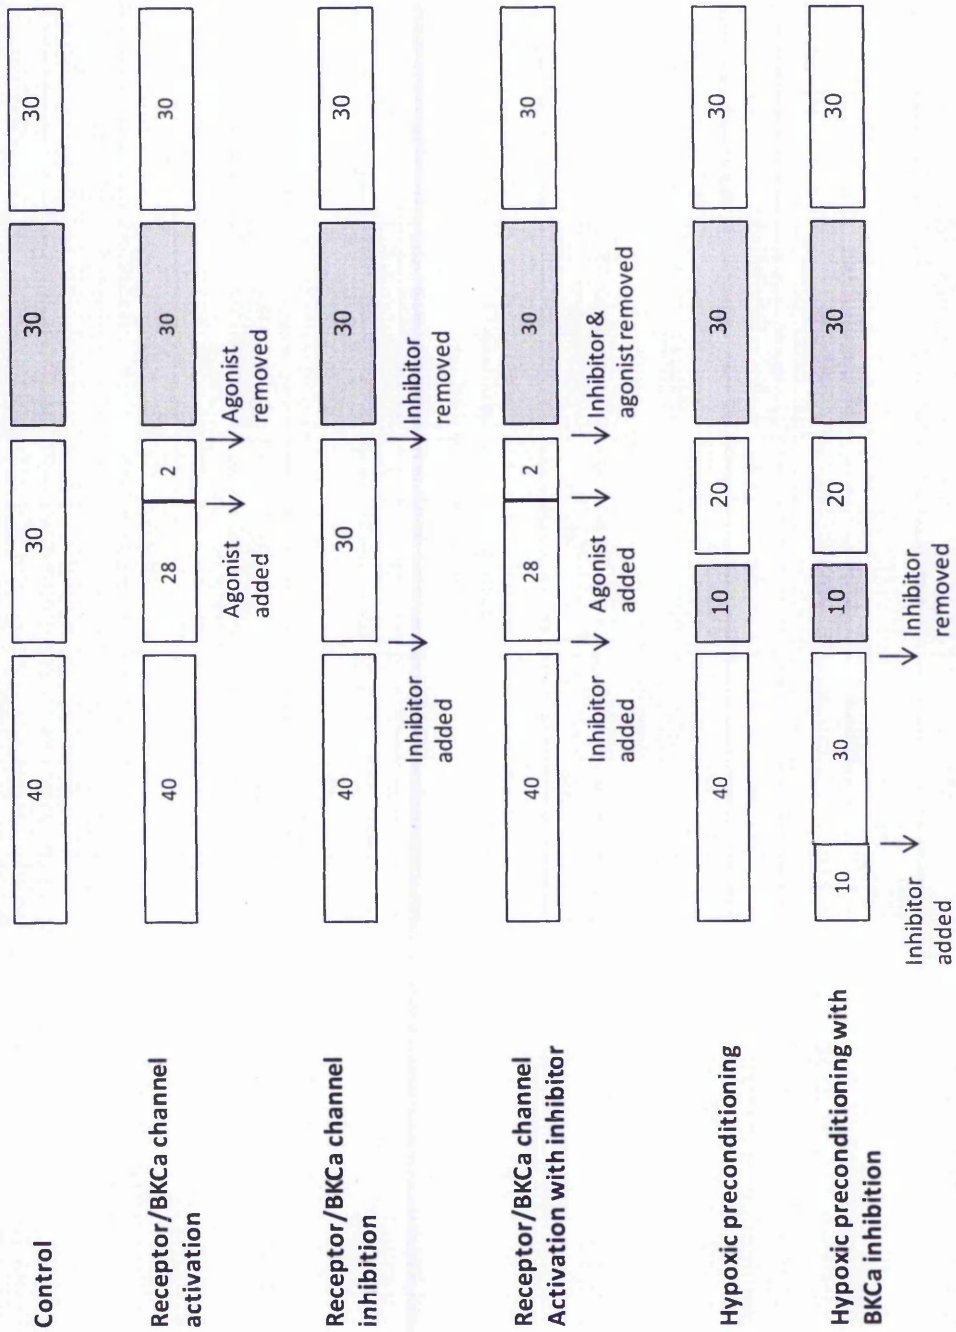 Control
40
30
30
30
Receptor/BKCa channel
activation
40
28
2
30
30
Agonist
added
Agonist
removed
Receptor/BKCa channel
inhibition
40
30
30
30
Inhibitor
added
Inhibitor
removed
Receptor/BKCa channel
Activation with inhibitor
40
28
2
30
30
Inhibitor
added
Agonist
added
Inhibitor &
agonist removed
Hypoxic preconditioning
40
10
20
30
30
Hypoxic preconditioning with
BKCa inhibition
10
30
10
20
30
30
Inhibitor
added
Inhibitor
removed